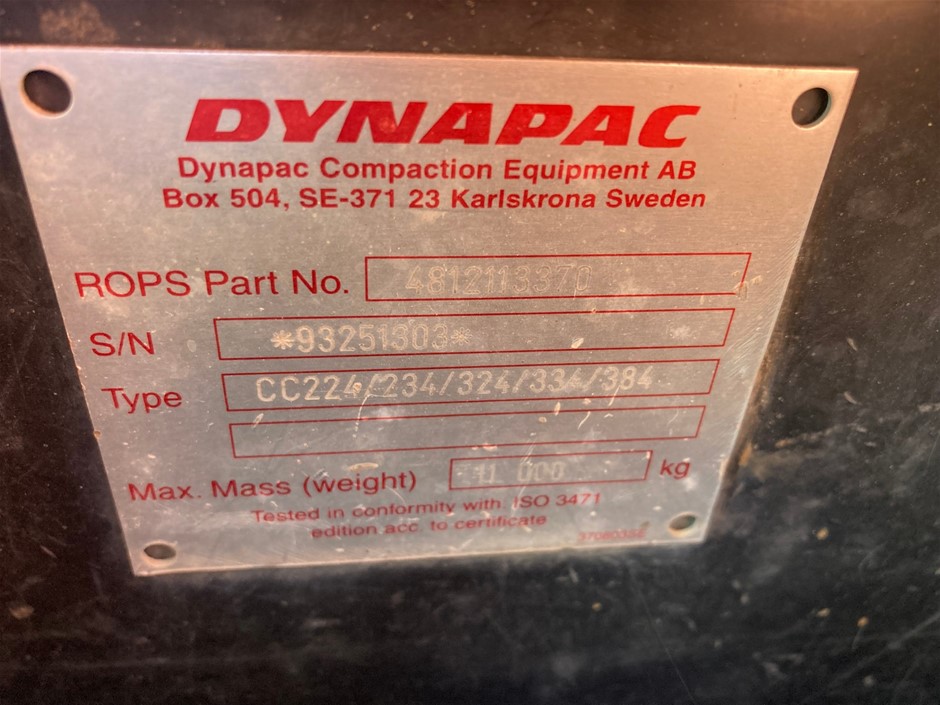 DYNAPAC
Dynapac Compaction Equipment AB
Box 504, SE-371 23 Karlskrona Sweden
ROPS Part No. 4812113370
S/N *93251303*
Type CC224/234/324/334/384
Max. Mass (weight) 11 000 kg
Tested in conformity with. ISO 3471
edition acc. to certificate